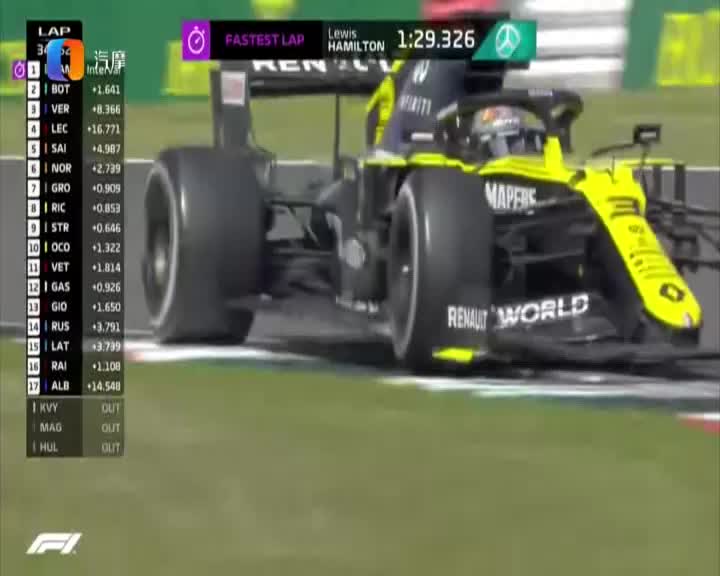 LAP
汽摩
Interval
1
2 BOT +1.641
3 VER +8.366
4 LEC +16.771
5 SAI +4.987
6 NOR +2.739
7 GRO +0.909
8 RIC +0.853
9 STR +0.646
10 OCO +1.322
11 VET +1.814
12 GAS +0.926
13 GIO +1.650
14 RUS +3.791
15 LAT +3.739
16 RAI +1.108
17 ALB +14.548
KVY OUT
MAG OUT
HUL OUT
FASTEST LAP
Lewis
HAMILTON
1:29.326
RENAULT
INFINITI
MAPFRE
3
RENAULT
WORLD
F1